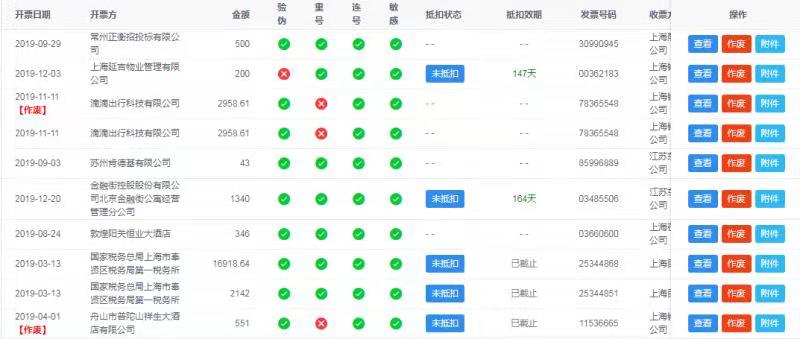 开票日期 开票方 金额 验伪 重号 连号 敏感 抵扣状态 抵扣效期 发票号码 收票方 操作
2019-09-29 常州正衡招投标有限公司 500 -- -- 30990945 上海 公司 查看 作废 附件
2019-12-03 上海延吉物业管理有限公司 200 未抵扣 147天 00362183 上海 公司 查看 作废 附件
2019-11-11 【作废】 滴滴出行科技有限公司 2958.61 -- -- 78365548 上海 公司 查看 作废 附件
2019-11-11 滴滴出行科技有限公司 2958.61 -- -- 78365548 上海 公司 查看 作废 附件
2019-09-03 苏州肯德基有限公司 43 -- -- 85996889 江苏 公司 查看 作废 附件
2019-12-20 金融街控股股份有限公司北京金融街公寓经营管理分公司 1340 未抵扣 164天 03485506 江苏 公司 查看 作废 附件
2019-08-24 敦煌阳关恒业大酒店 346 -- -- 03660600 上海 公司 查看 作废 附件
2019-03-13 国家税务总局上海市奉贤区税务局第一税务所 16918.64 未抵扣 已截止 25344868 上海 查看 作废 附件
2019-03-13 国家税务总局上海市奉贤区税务局第一税务所 2142 未抵扣 已截止 25344851 上海 查看 作废 附件
2019-04-01 【作废】 舟山市普陀山祥生大酒店有限公司 551 未抵扣 已截止 11536665 上海 公司 查看 作废 附件